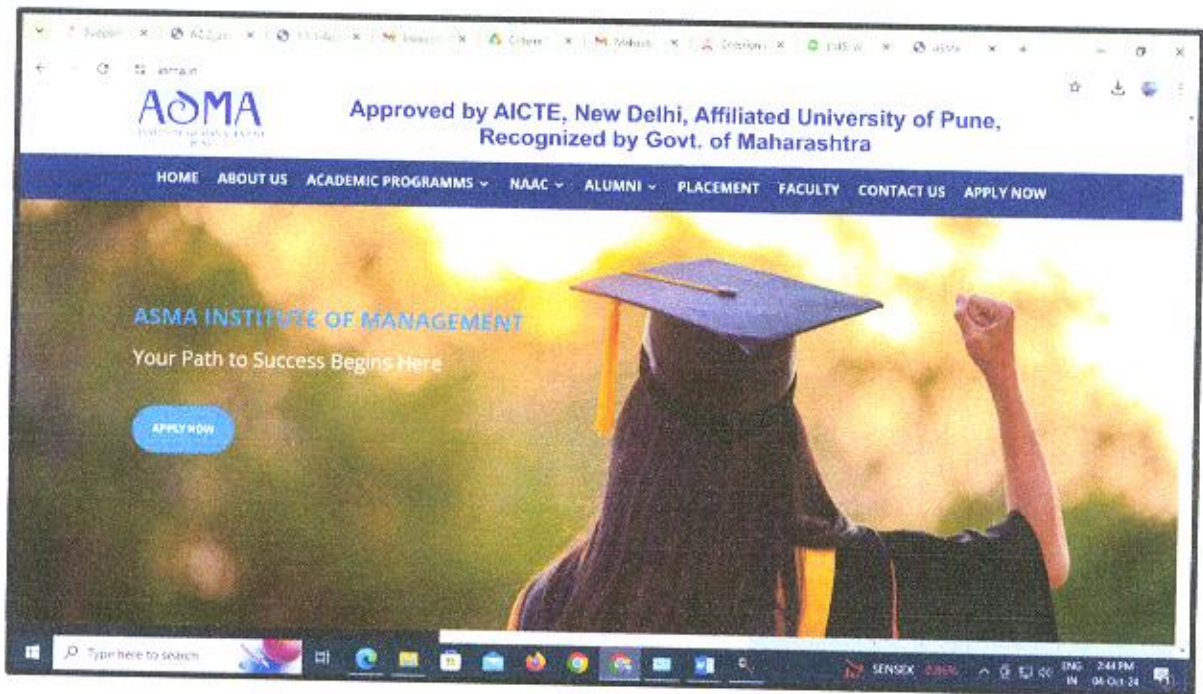 ASMA
Approved by AICTE, New Delhi, Affiliated University of Pune,
Recognized by Govt. of Maharashtra
HOME ABOUT US ACADEMIC PROGRAMMS NAAC ALUMNI PLACEMENT FACULTY CONTACT US APPLY NOW
ASMA INSTITUTE OF MANAGEMENT
Your Path to Success Begins Here
APPLY NOW
Type here to search
SENSEX
ENG 2:44 PM
IN 04-Oct-24